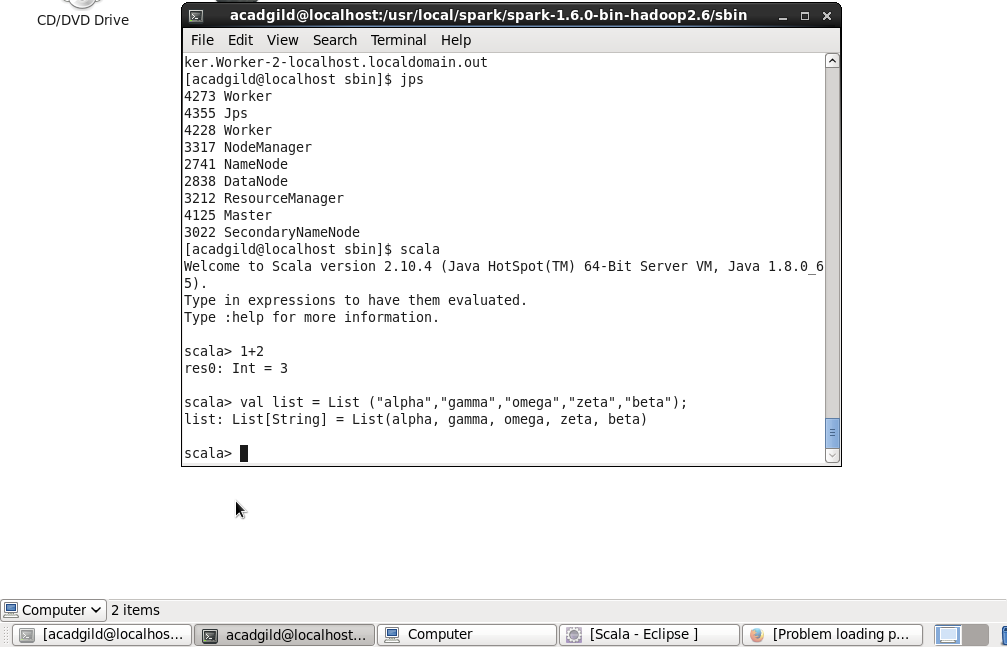 CD/DVD Drive
acadgild@localhost:/usr/local/spark/spark-1.6.0-bin-hadoop2.6/sbin
File Edit View Search Terminal Help
ker.Worker-2-localhost.localdomain.out
[acadgild@localhost sbin]$ jps
4273 Worker
4355 Jps
4228 Worker
3317 NodeManager
2741 NameNode
2838 DataNode
3212 ResourceManager
4125 Master
3022 SecondaryNameNode
[acadgild@localhost sbin]$ scala
Welcome to Scala version 2.10.4 (Java HotSpot(TM) 64-Bit Server VM, Java 1.8.0_6
5).
Type in expressions to have them evaluated.
Type :help for more information.
scala> 1+2
res0: Int = 3
scala> val list = List ("alpha","gamma","omega","zeta","beta");
list: List[String] = List(alpha, gamma, omega, zeta, beta)
scala>
Computer 2 items
[acadgild@localhos... acadgild@localhost... Computer [Scala - Eclipse ] [Problem loading p...